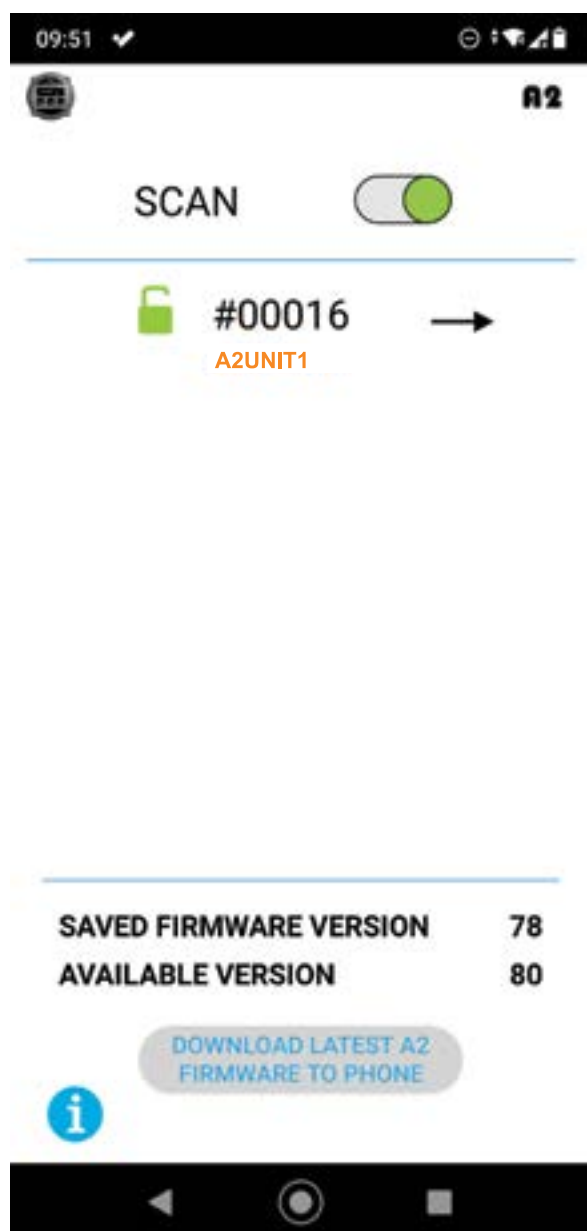 09:51
A2
SCAN
#00016
A2UNIT1
SAVED FIRMWARE VERSION 78
AVAILABLE VERSION 80
DOWNLOAD LATEST A2
FIRMWARE TO PHONE
i